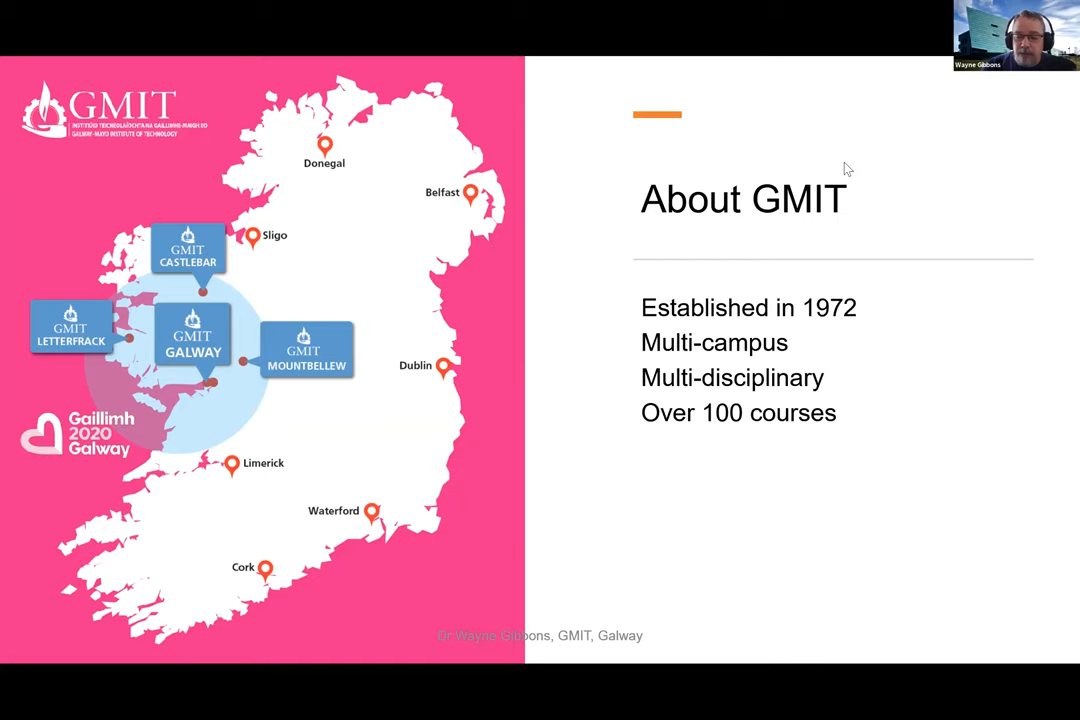 Wayne Gibbons
GMIT
INSTITIÚID TEICNEOLAÍOCHTA NA GAILLIMHE-MAIGH EO
GALWAY-MAYO INSTITUTE OF TECHNOLOGY
Donegal
Belfast
Sligo
GMIT
CASTLEBAR
GMIT
LETTERFRACK
GMIT
GALWAY
GMIT
MOUNTBELLEW
Dublin
Gaillimh
2020
Galway
Limerick
Waterford
Cork
About GMIT
Established in 1972
Multi-campus
Multi-disciplinary
Over 100 courses
Dr Wayne Gibbons, GMIT, Galway